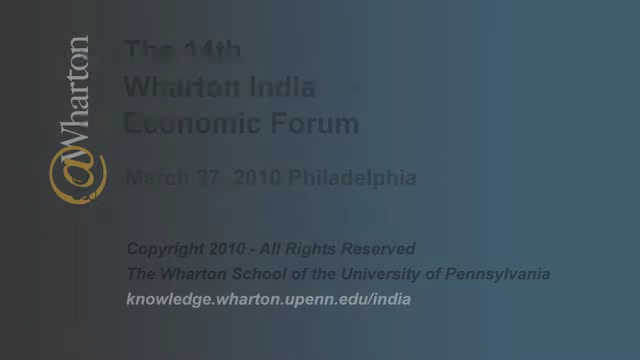 @Wharton
The 14th
Wharton India
Economic Forum
March 27, 2010 Philadelphia
Copyright 2010 - All Rights Reserved
The Wharton School of the University of Pennsylvania
knowledge.wharton.upenn.edu/india